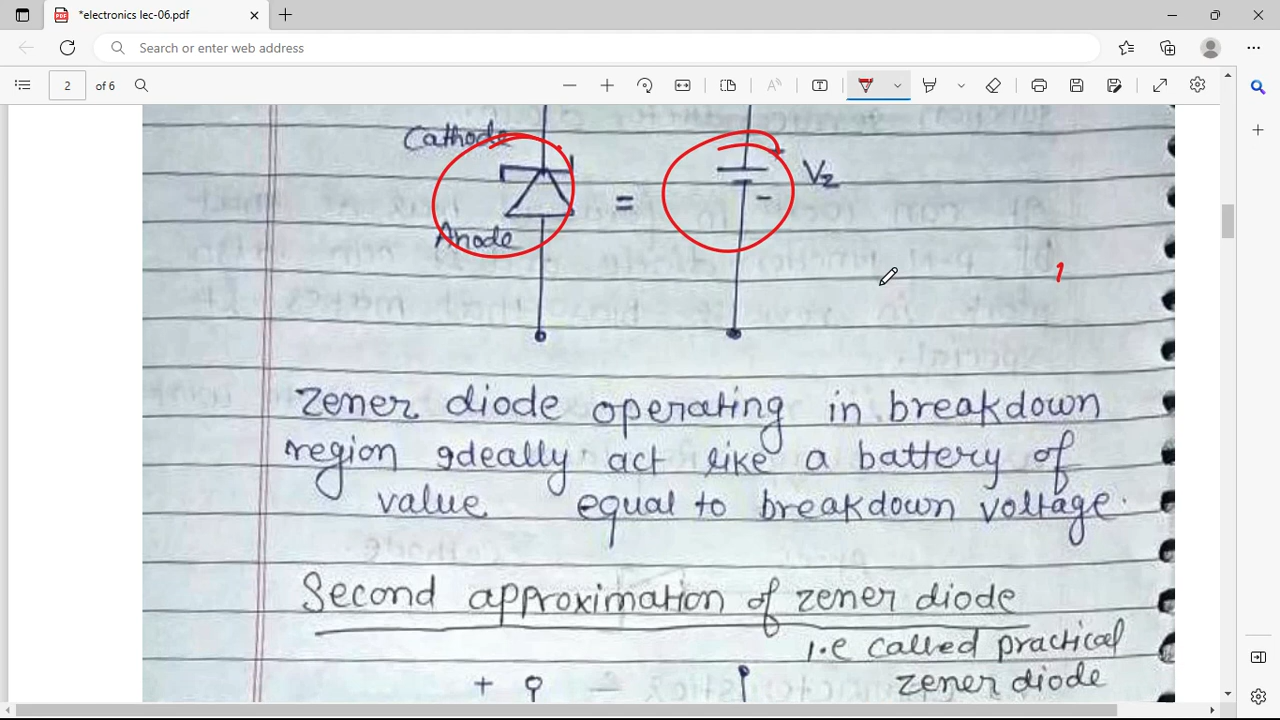 *electronics lec-06.pdf
Search or enter web address
2 of 6
Cathode
+
Vz
=
-
Anode
1
zener diode operating in breakdown
region ideally act like a battery of
value equal to breakdown voltage.
Second approximation of zener diode
i.e called practical
+ = zener diode